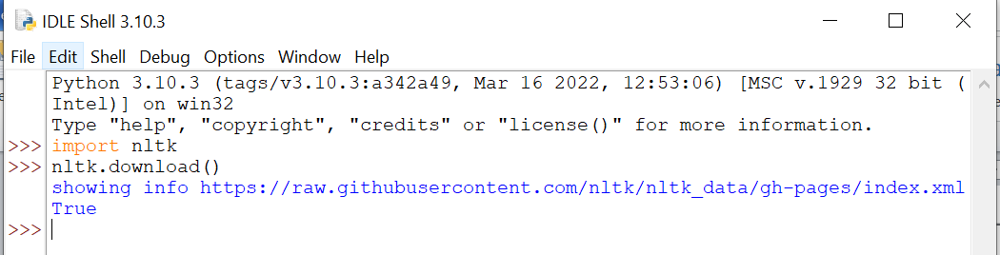 IDLE Shell 3.10.3
File Edit Shell Debug Options Window Help
Python 3.10.3 (tags/v3.10.3:a342a49, Mar 16 2022, 12:53:06) [MSC v.1929 32 bit (
Intel)] on win32
Type "help", "copyright", "credits" or "license()" for more information.
>>> import nltk
>>> nltk.download()
showing info https://raw.githubusercontent.com/nltk/nltk_data/gh-pages/index.xml
True
>>>